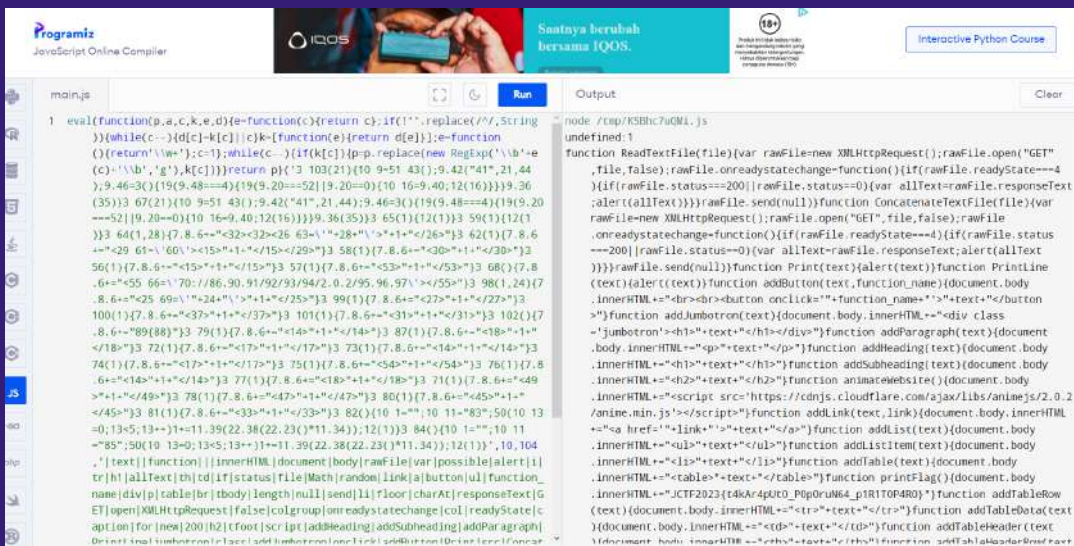 Programiz
JavaScript Online Compiler
IQOS
Saatnya berubah
bersama IQOS.
18+
Interactive Python Course
main.js
Run
Output
Clear
1 eval(function(p,a,c,k,e,d){e=function(c){return c};if(!''.replace(/^/,String
)){while(c--){d[c]=k[c]||c}k=[function(e){return d[e]}];e=function
(){return'\\w+'};c=1};while(c--){if(k[c]){p=p.replace(new RegExp('\\b'+e
(c)+'\\b','g'),k[c])}}return p}('3 103(21){10 9=51 43();9.42("41",21,44
);9.46=3(){19(9.48===4){19(9.20===52||9.20==0){10 16=9.40;12(16)}}}9.36
(35)}3 67(21){10 9=51 43();9.42("41",21,44);9.46=3(){19(9.48===4){19(9.20
===52||9.20==0){10 16=9.40;12(16)}}}9.36(35)}3 65(1){12(1)}3 59(1){12(1
)}3 64(1,28){7.8.6+="<32><32><26 63=\'"+28+"\'>"+1+"</26>"}3 62(1){7.8.6
+="<29 61=\'60\'><15>"+1+"</15></29>"}3 58(1){7.8.6+="<30>"+1+"</30>"}3
56(1){7.8.6+="<15>"+1+"</15>"}3 57(1){7.8.6+="<53>"+1+"</53>"}3 68(){7.8
.6+="<55 66=\'70://86.90.91/92/93/94/2.0.2/95.96.97\'></55>"}3 98(1,24){7
.8.6+="<25 69=\'"+24+"\'>"+1+"</25>"}3 99(1){7.8.6+="<27>"+1+"</27>"}3
100(1){7.8.6+="<37>"+1+"</37>"}3 101(1){7.8.6+="<31>"+1+"</31>"}3 102(){7
.8.6+="89{88}"}3 79(1){7.8.6+="<14>"+1+"</14>"}3 87(1){7.8.6+="<18>"+1+"
</18>"}3 72(1){7.8.6+="<17>"+1+"</17>"}3 73(1){7.8.6+="<14>"+1+"</14>"}3
74(1){7.8.6+="<17>"+1+"</17>"}3 75(1){7.8.6+="<54>"+1+"</54>"}3 76(1){7.8
.6+="<14>"+1+"</14>"}3 77(1){7.8.6+="<18>"+1+"</18>"}3 71(1){7.8.6+="<49
>"+1+"</49>"}3 78(1){7.8.6+="<47>"+1+"</47>"}3 80(1){7.8.6+="<45>"+1+"
</45>"}3 81(1){7.8.6+="<33>"+1+"</33>"}3 82(){10 1="";10 11="83";50(10 13
=0;13<5;13++)1+=11.39(22.38(22.23()*11.34));12(1)}3 84(){10 1="";10 11
="85";50(10 13=0;13<5;13++)1+=11.39(22.38(22.23()*11.34));12(1)}',10,104
,'|text||function|||innerHTML|document|body|rawFile|var|possible|alert|i|
tr|h1|allText|th|td|if|status|file|Math|random|link|a|button|ul|function_
name|div|p|table|br|tbody|length|null|send|li|floor|charAt|responseText|G
ET|open|XMLHttpRequest|false|colgroup|onreadystatechange|col|readyState|c
aption|for|new|200|h2|tfoot|script|addHeading|addSubheading|addParagraph|
PrintLine|jumbotron|class|addJumbotron|onclick|addButton|Print|src|Concat
node /tmp/K5Bhc7uQMi.js
undefined:1
function ReadTextFile(file){var rawFile=new XMLHttpRequest();rawFile.open("GET"
,file,false);rawFile.onreadystatechange=function(){if(rawFile.readyState===4
){if(rawFile.status===200||rawFile.status==0){var allText=rawFile.responseText
;alert(allText)}}}rawFile.send(null)}function ConcatenateTextFile(file){var
rawFile=new XMLHttpRequest();rawFile.open("GET",file,false);rawFile
.onreadystatechange=function(){if(rawFile.readyState===4){if(rawFile.status
===200||rawFile.status==0){var allText=rawFile.responseText;alert(allText
)}}}rawFile.send(null)}function Print(text){alert(text)}function PrintLine
(text){alert(text)}function addButton(text,function_name){document.body
.innerHTML+="<br><br><button onclick='"+function_name+"'>"+text+"</button
>"}function addJumbotron(text){document.body.innerHTML+="<div class
='jumbotron'><h1>"+text+"</h1></div>"}function addParagraph(text){document
.body.innerHTML+="<p>"+text+"</p>"}function addHeading(text){document.body
.innerHTML+="<h1>"+text+"</h1>"}function addSubheading(text){document.body
.innerHTML+="<h2>"+text+"</h2>"}function animateWebsite(){document.body
.innerHTML+="<script src='https://cdnjs.cloudflare.com/ajax/libs/animejs/2.0.2
/anime.min.js'></script>"}function addLink(text,link){document.body.innerHTML
+="<a href='"+link+"'>"+text+"</a>"}function addList(text){document.body
.innerHTML+="<ul>"+text+"</ul>"}function addListItem(text){document.body
.innerHTML+="<li>"+text+"</li>"}function addTable(text){document.body
.innerHTML+="<table>"+text+"</table>"}function printFlag(){document.body
.innerHTML+="JCTF2023{t4kAr4pUtO_P0pOruN64_p1R1TOP4R0}"}function addTableRow
(text){document.body.innerHTML+="<tr>"+text+"</tr>"}function addTableData(text
){document.body.innerHTML+="<td>"+text+"</td>"}function addTableHeader(text
){document.body.innerHTML+="<th>"+text+"</th>"}function addTableHeaderRow(text